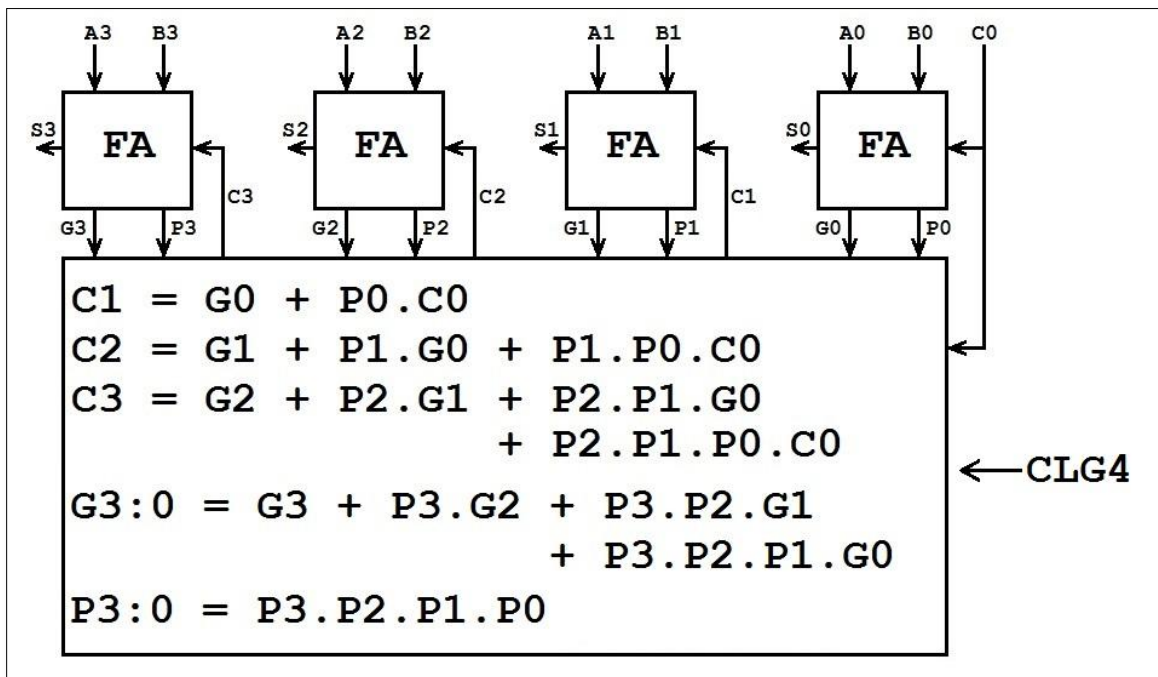 A3 B3 A2 B2 A1 B1 A0 B0 C0
S3 FA S2 FA S1 FA S0 FA
C3 C2 C1
G3 P3 G2 P2 G1 P1 G0 P0
C1 = G0 + P0.C0
C2 = G1 + P1.G0 + P1.P0.C0
C3 = G2 + P2.G1 + P2.P1.G0
+ P2.P1.P0.C0
CLG4
G3:0 = G3 + P3.G2 + P3.P2.G1
+ P3.P2.P1.G0
P3:0 = P3.P2.P1.P0